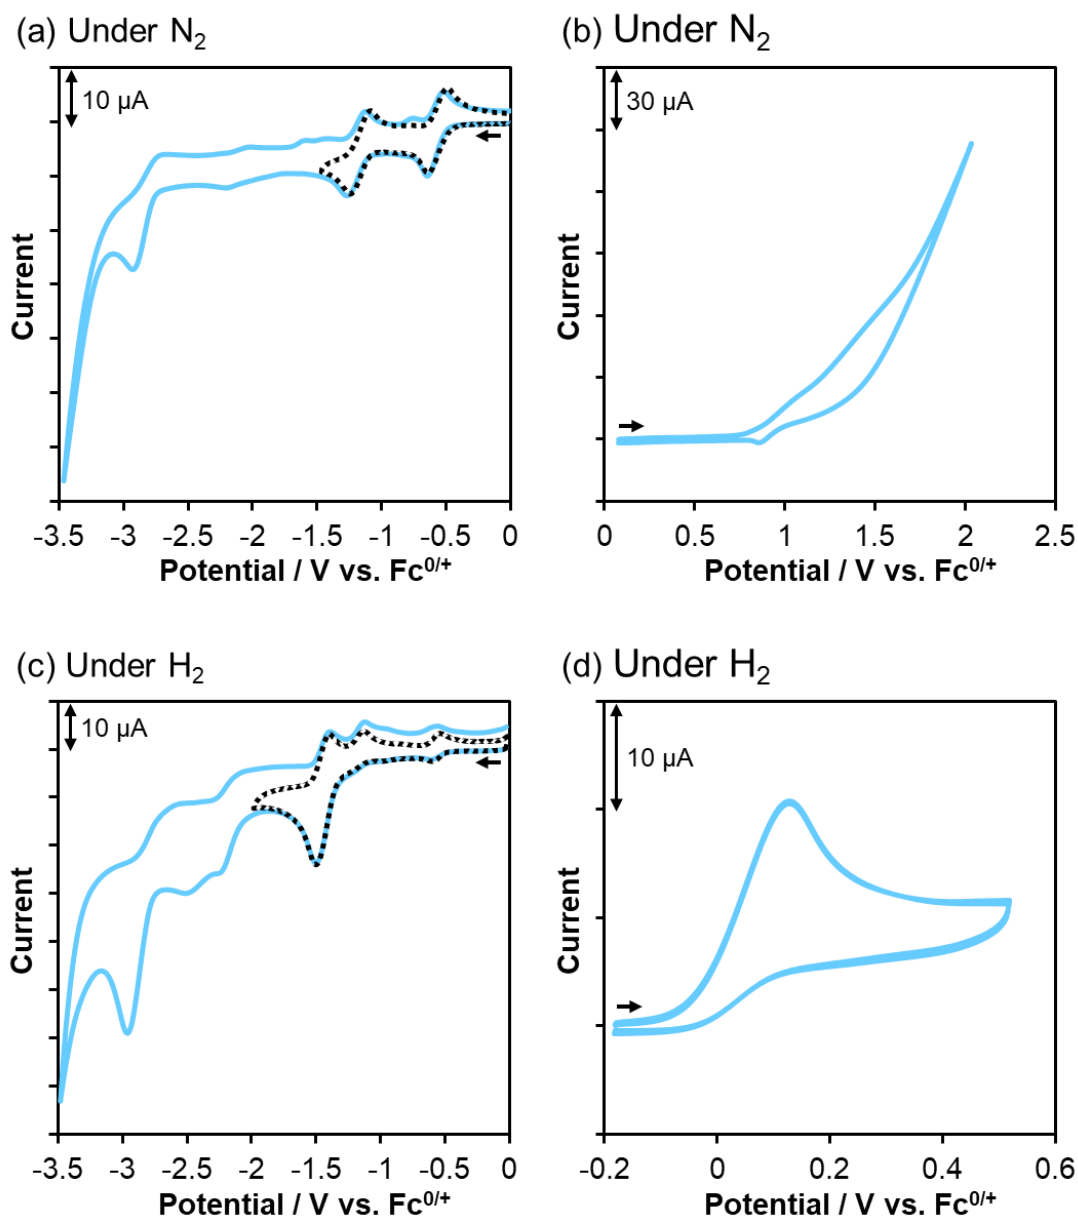 (a) Under N₂
10 µA
Current
-3.5 -3 -2.5 -2 -1.5 -1 -0.5 0
Potential / V vs. Fc⁰/⁺
(b) Under N₂
30 µA
Current
0 0.5 1 1.5 2 2.5
Potential / V vs. Fc⁰/⁺
(c) Under H₂
10 µA
Current
-3.5 -3 -2.5 -2 -1.5 -1 -0.5 0
Potential / V vs. Fc⁰/⁺
(d) Under H₂
10 µA
Current
-0.2 0 0.2 0.4 0.6
Potential / V vs. Fc⁰/⁺